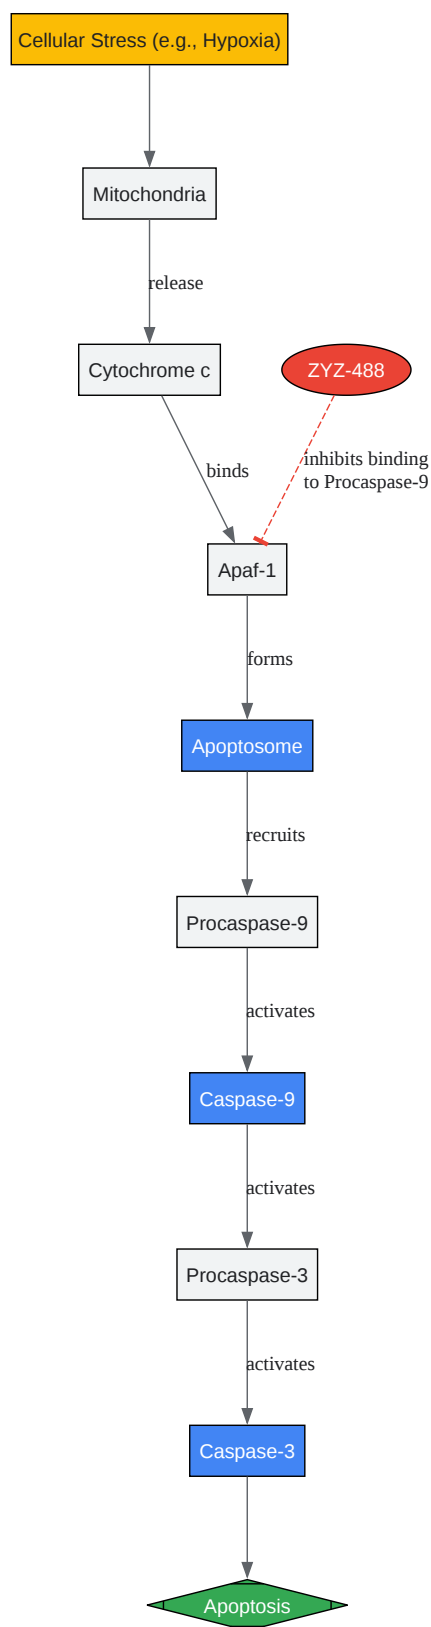 Cellular Stress (e.g., Hypoxia)
Mitochondria
release
Cytochrome c
ZYZ-488
binds
inhibits binding
to Procaspase-9
Apaf-1
forms
Apoptosome
recruits
Procaspase-9
activates
Caspase-9
activates
Procaspase-3
activates
Caspase-3
Apoptosis